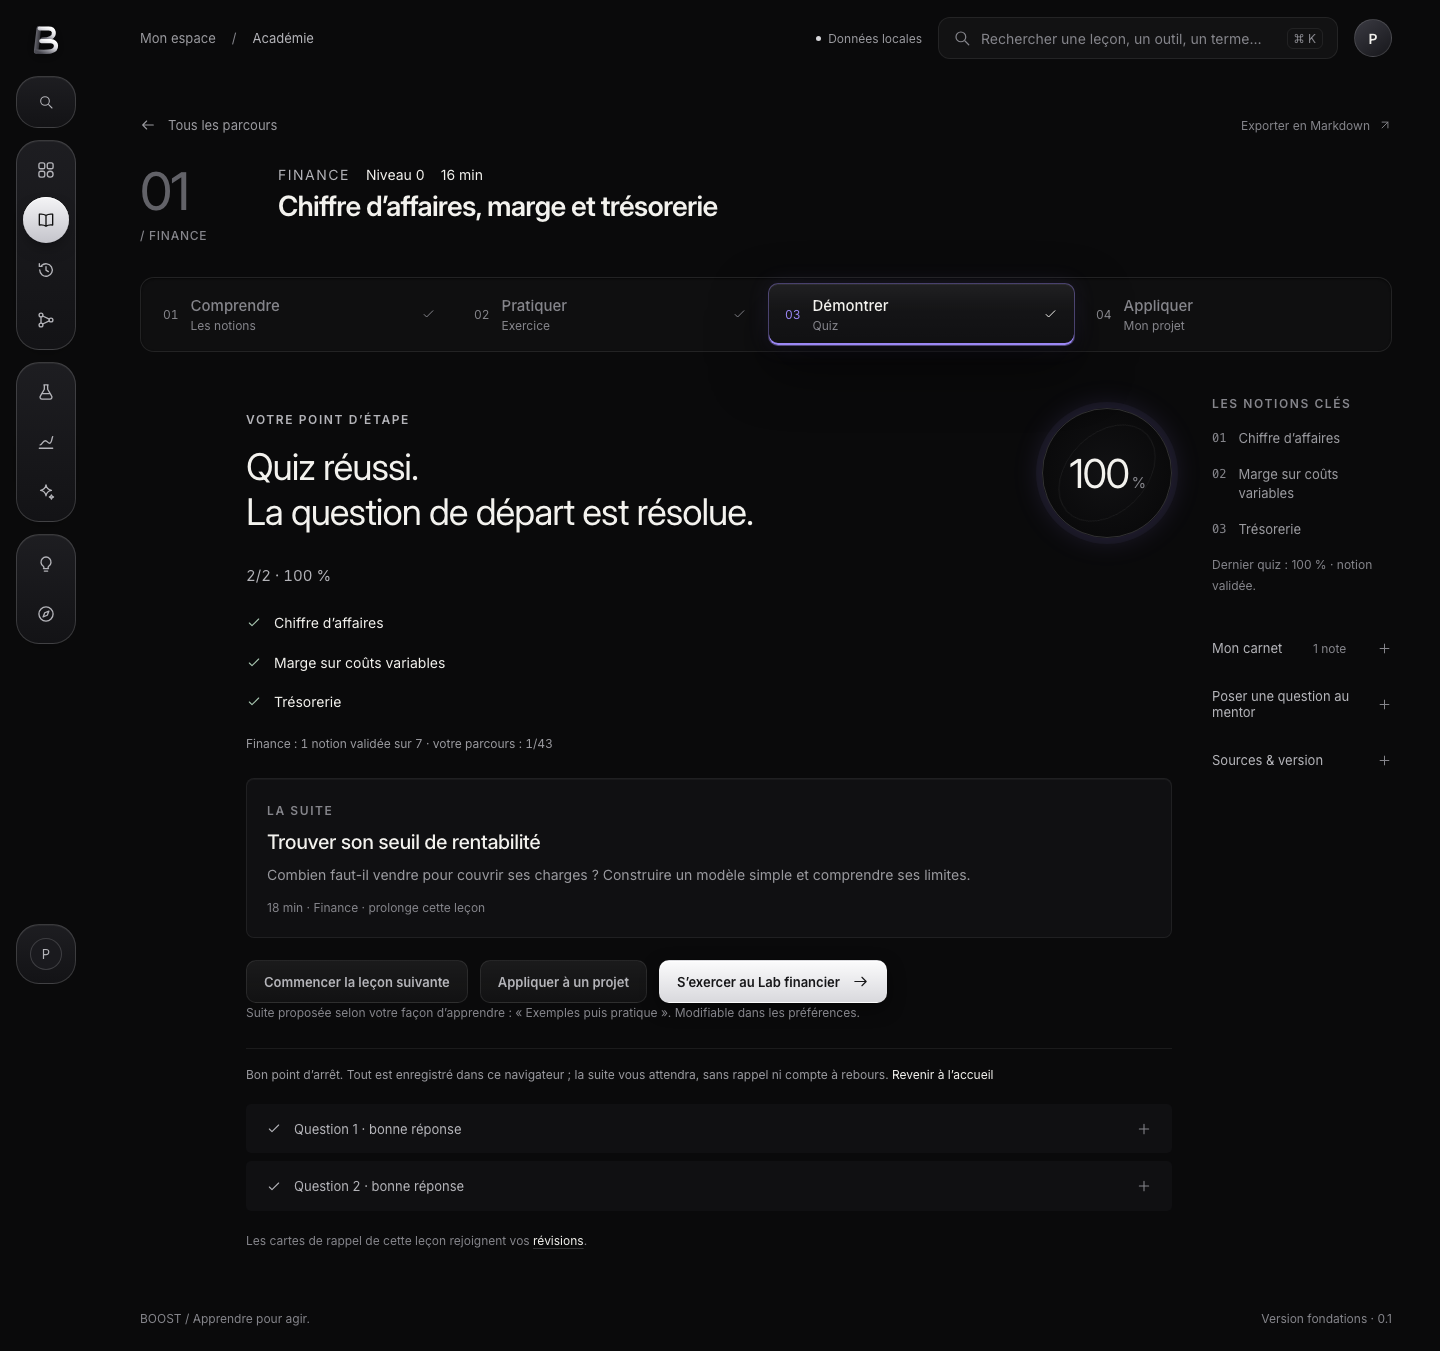 B
Mon espace / Académie
Données locales
Rechercher une leçon, un outil, un terme...
⌘ K
P
Tous les parcours
Exporter en Markdown
01
/ FINANCE
FINANCE Niveau 0 16 min
Chiffre d’affaires, marge et trésorerie
01 Comprendre
Les notions
02 Pratiquer
Exercice
03 Démontrer
Quiz
04 Appliquer
Mon projet
VOTRE POINT D’ÉTAPE
Quiz réussi.
La question de départ est résolue.
100 %
2/2 · 100 %
Chiffre d’affaires
Marge sur coûts variables
Trésorerie
Finance : 1 notion validée sur 7 · votre parcours : 1/43
LA SUITE
Trouver son seuil de rentabilité
Combien faut-il vendre pour couvrir ses charges ? Construire un modèle simple et comprendre ses limites.
18 min · Finance · prolonge cette leçon
Commencer la leçon suivante
Appliquer à un projet
S’exercer au Lab financier
Suite proposée selon votre façon d’apprendre : « Exemples puis pratique ». Modifiable dans les préférences.
Bon point d’arrêt. Tout est enregistré dans ce navigateur ; la suite vous attendra, sans rappel ni compte à rebours. Revenir à l’accueil
Question 1 · bonne réponse
Question 2 · bonne réponse
Les cartes de rappel de cette leçon rejoignent vos révisions.
LES NOTIONS CLÉS
01 Chiffre d’affaires
02 Marge sur coûts
variables
03 Trésorerie
Dernier quiz : 100 % · notion
validée.
Mon carnet 1 note
Poser une question au
mentor
Sources & version
P
BOOST / Apprendre pour agir.
Version fondations · 0.1